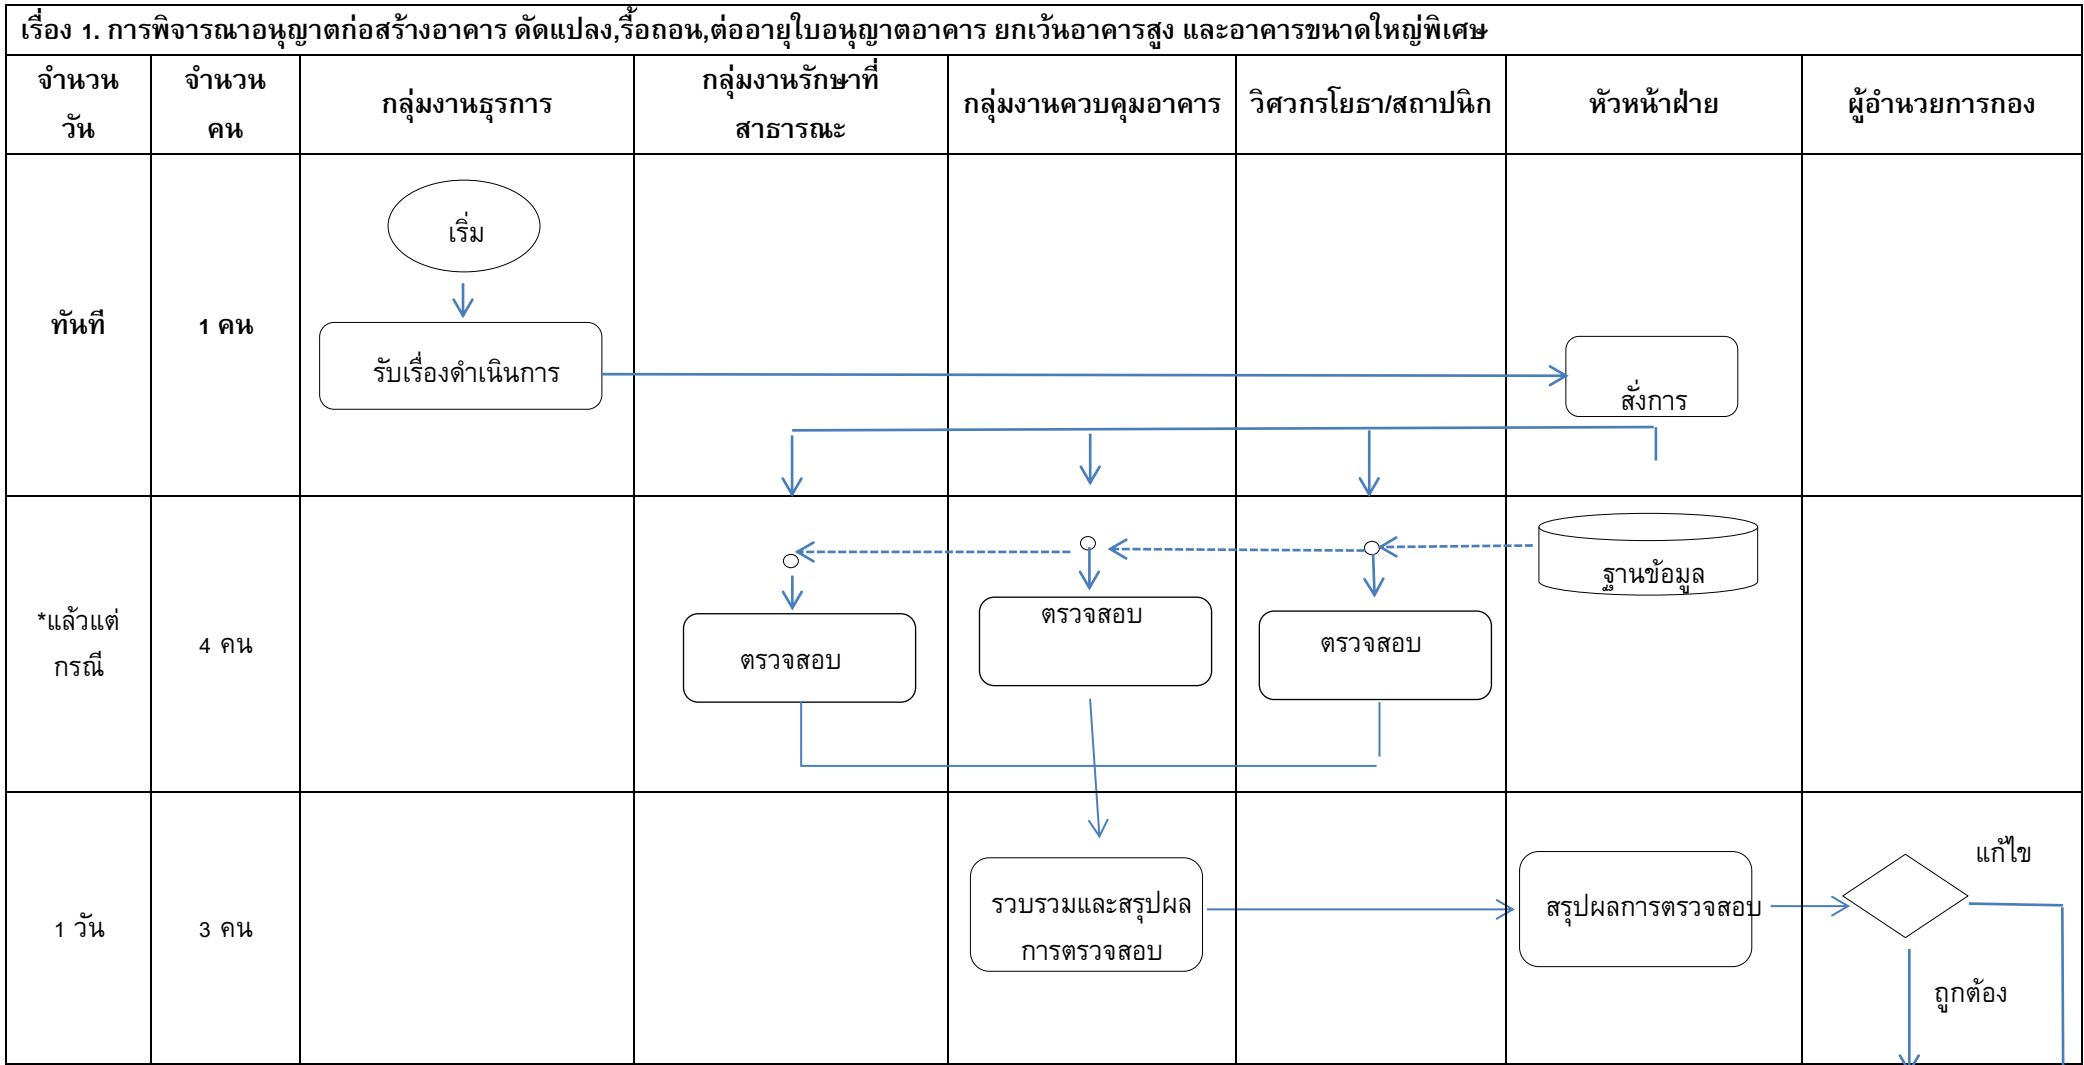 เรื่อง 1. การพิจารณาอนุญาตก่อสร้างอาคาร ดัดแปลง,รื้อถอน,ต่ออายุใบอนุญาตอาคาร ยกเว้นอาคารสูง และอาคารขนาดใหญ่พิเศษ
จำนวน
วัน
จำนวน
คน
กลุ่มงานธุรการ
กลุ่มงานรักษาที่
สาธารณะ
กลุ่มงานควบคุมอาคาร
วิศวกรโยธา/สถาปนิก
หัวหน้าฝ่าย
ผู้อำนวยการกอง
ทันที
1 คน
เริ่ม
รับเรื่องดำเนินการ
สั่งการ
*แล้วแต่
กรณี
4 คน
ตรวจสอบ
ตรวจสอบ
ตรวจสอบ
ฐานข้อมูล
1 วัน
3 คน
รวบรวมและสรุปผล
การตรวจสอบ
สรุปผลการตรวจสอบ
แก้ไข
ถูกต้อง